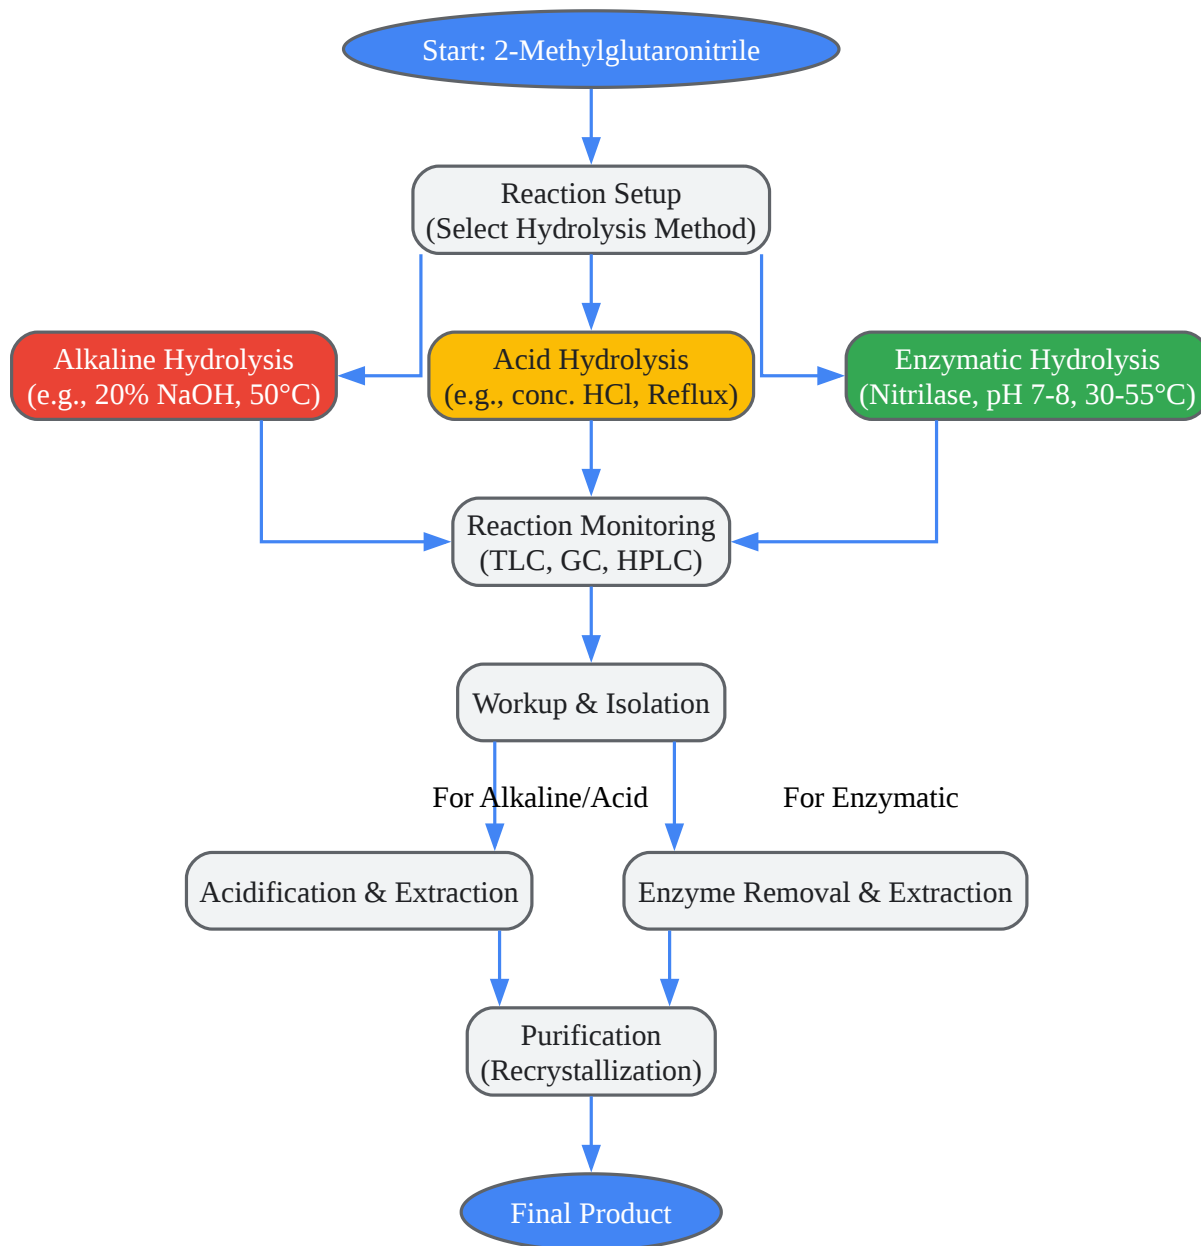 Start: 2-Methylglutaronitrile
Reaction Setup
(Select Hydrolysis Method)
Alkaline Hydrolysis
(e.g., 20% NaOH, 50°C)
Acid Hydrolysis
(e.g., conc. HCl, Reflux)
Enzymatic Hydrolysis
(Nitrilase, pH 7-8, 30-55°C)
Reaction Monitoring
(TLC, GC, HPLC)
Workup & Isolation
For Alkaline/Acid
For Enzymatic
Acidification & Extraction
Enzyme Removal & Extraction
Purification
(Recrystallization)
Final Product